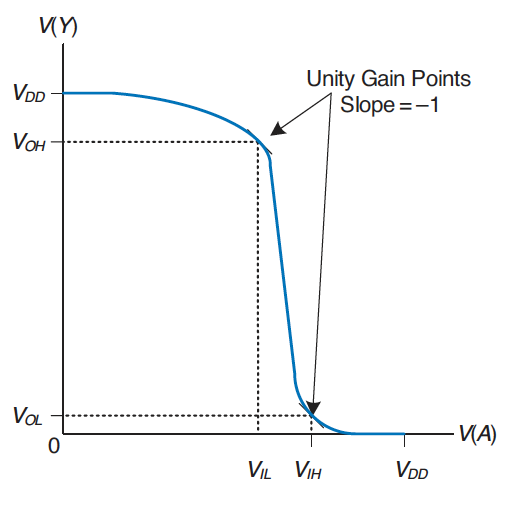 V(Y)
Unity Gain Points
Slope = −1
VDD
VOH
VOL
0
V(A)
VIL
VIH
VDD